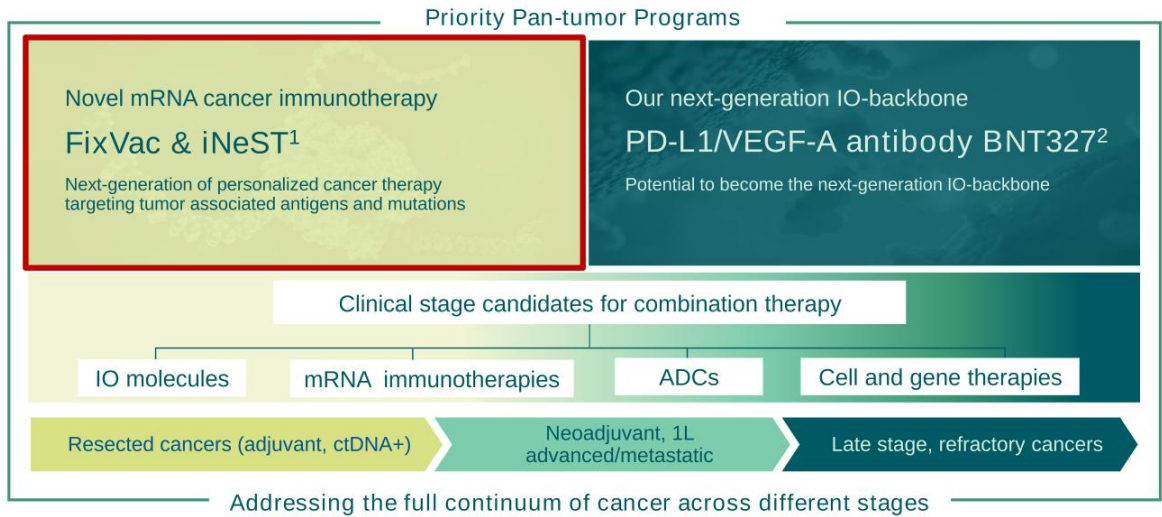 Priority Pan-tumor Programs
Novel mRNA cancer immunotherapy
FixVac & iNeST¹
Next-generation of personalized cancer therapy
targeting tumor associated antigens and mutations
Our next-generation IO-backbone
PD-L1/VEGF-A antibody BNT327²
Potential to become the next-generation IO-backbone
Clinical stage candidates for combination therapy
IO molecules
mRNA immunotherapies
ADCs
Cell and gene therapies
Resected cancers (adjuvant, ctDNA+)
Neoadjuvant, 1L
advanced/metastatic
Late stage, refractory cancers
Addressing the full continuum of cancer across different stages